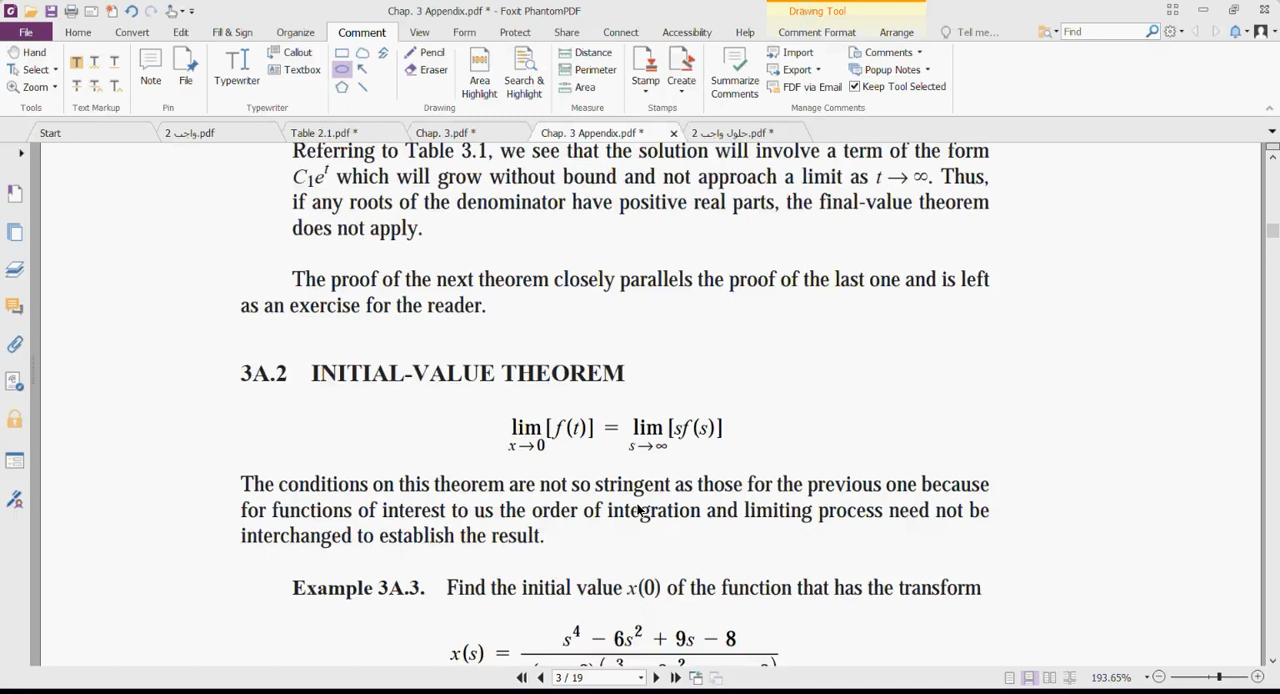 Chap. 3 Appendix.pdf * - Foxit PhantomPDF
Drawing Tool
File Home Convert Edit Fill & Sign Organize Comment View Form Protect Share Connect Accessibility Help Comment Format Arrange Tell me... Find
Hand
Select
Zoom
Tools
Text Markup
Note
File
Pin
Typewriter
Callout
Textbox
Typewriter
Pencil
Eraser
Drawing
Area Highlight
Search & Highlight
Distance
Perimeter
Area
Measure
Stamp
Create
Stamps
Summarize Comments
Import
Export
FDF via Email
Comments
Popup Notes
Keep Tool Selected
Manage Comments
Start
واجب 2.pdf
Table 2.1.pdf *
Chap. 3.pdf *
Chap. 3 Appendix.pdf *
حلول واجب 2.pdf *
Referring to Table 3.1, we see that the solution will involve a term of the form
C₁eᵗ which will grow without bound and not approach a limit as t → ∞. Thus,
if any roots of the denominator have positive real parts, the final-value theorem
does not apply.
The proof of the next theorem closely parallels the proof of the last one and is left
as an exercise for the reader.
3A.2 INITIAL-VALUE THEOREM
lim [f(t)] = lim [sf(s)]
x→0 s→∞
The conditions on this theorem are not so stringent as those for the previous one because
for functions of interest to us the order of integration and limiting process need not be
interchanged to establish the result.
Example 3A.3. Find the initial value x(0) of the function that has the transform
s⁴ − 6s² + 9s − 8
x(s) =
3 / 19
193.65%